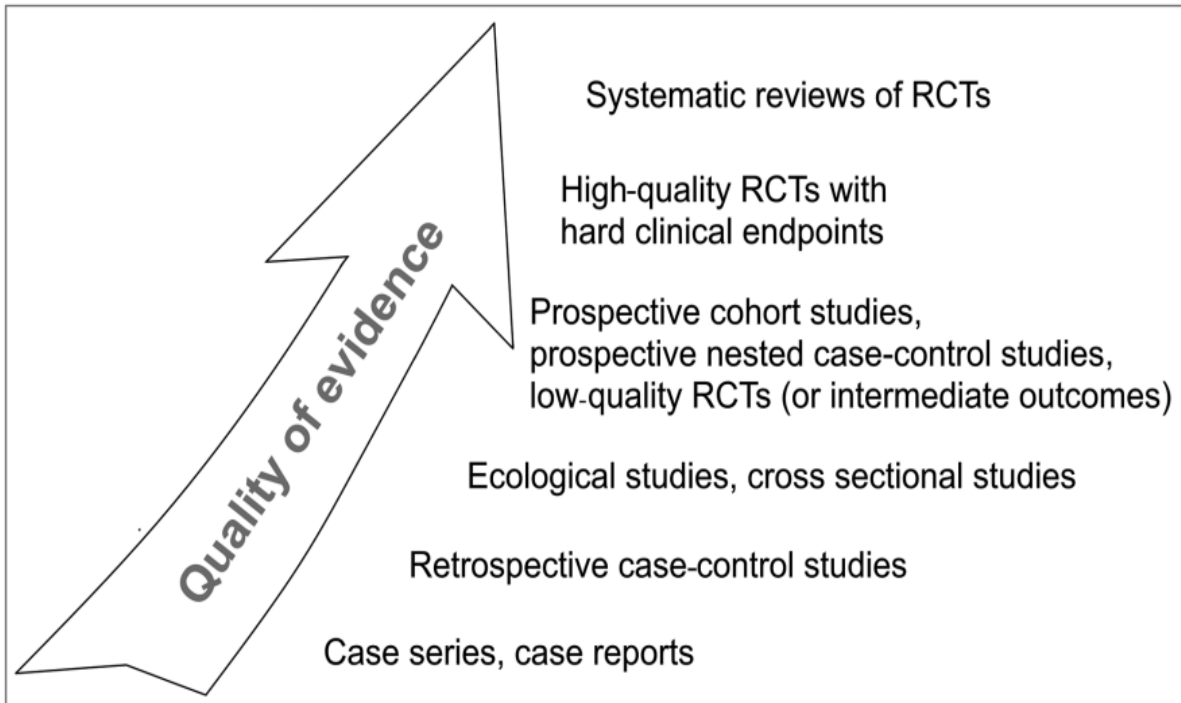 Systematic reviews of RCTs
High-quality RCTs with
hard clinical endpoints
Prospective cohort studies,
prospective nested case-control studies,
low-quality RCTs (or intermediate outcomes)
Ecological studies, cross sectional studies
Retrospective case-control studies
Case series, case reports
Quality of evidence